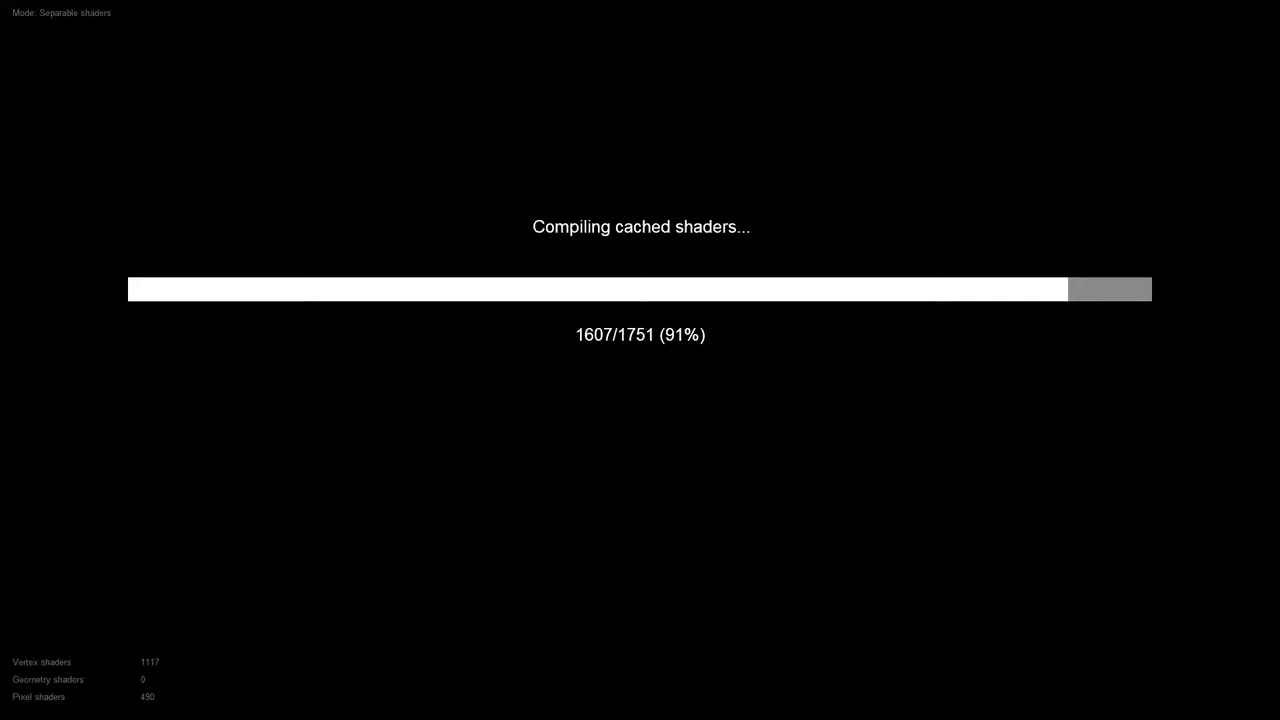 Mode: Separable shaders
Compiling cached shaders...
1607/1751 (91%)
Vertex shaders 1117
Geometry shaders 0
Pixel shaders 490